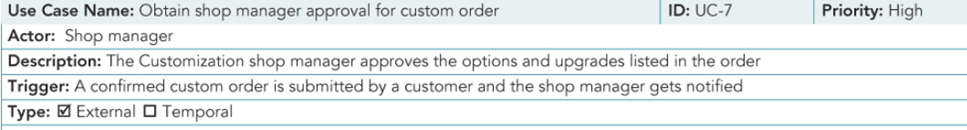 Use Case Name: Obtain shop manager approval for custom order ID: UC-7 Priority: High
Actor: Shop manager
Description: The Customization shop manager approves the options and upgrades listed in the order
Trigger: A confirmed custom order is submitted by a customer and the shop manager gets notified
Type: ☑ External ☐ Temporal